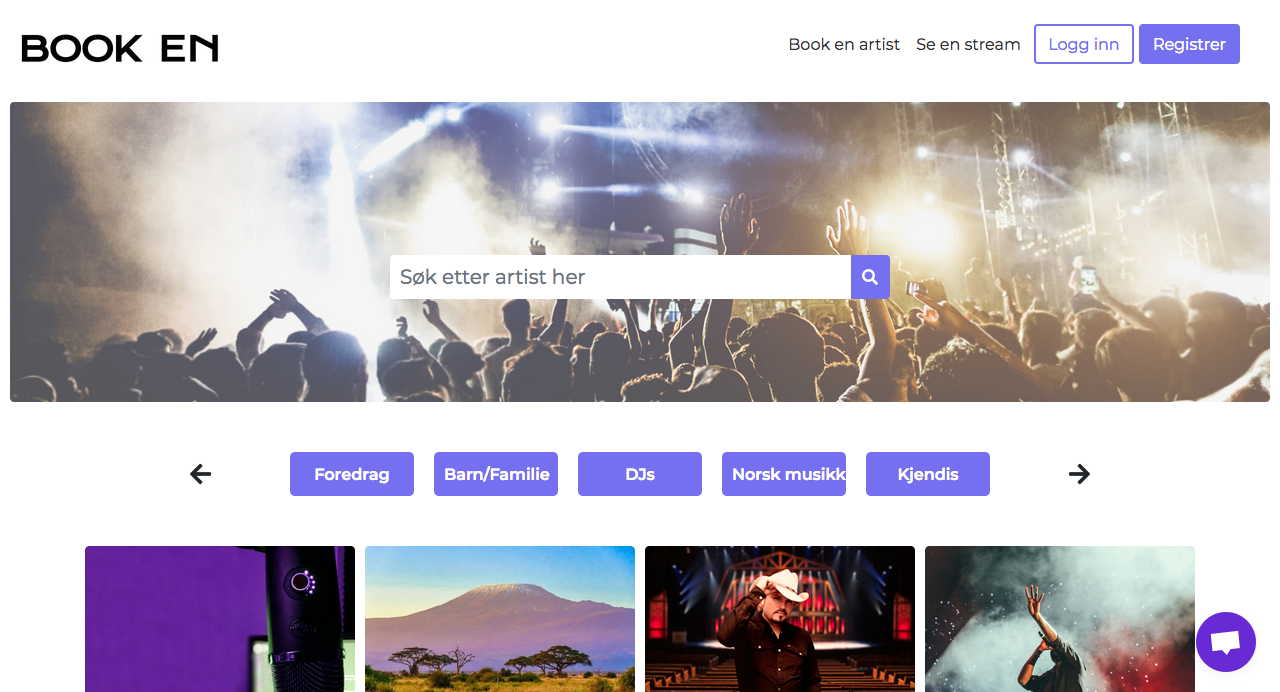 BOOK EN
Book en artist
Se en stream
Logg inn
Registrer
Søk etter artist her
Foredrag
Barn/Familie
DJs
Norsk musikk
Kjendis